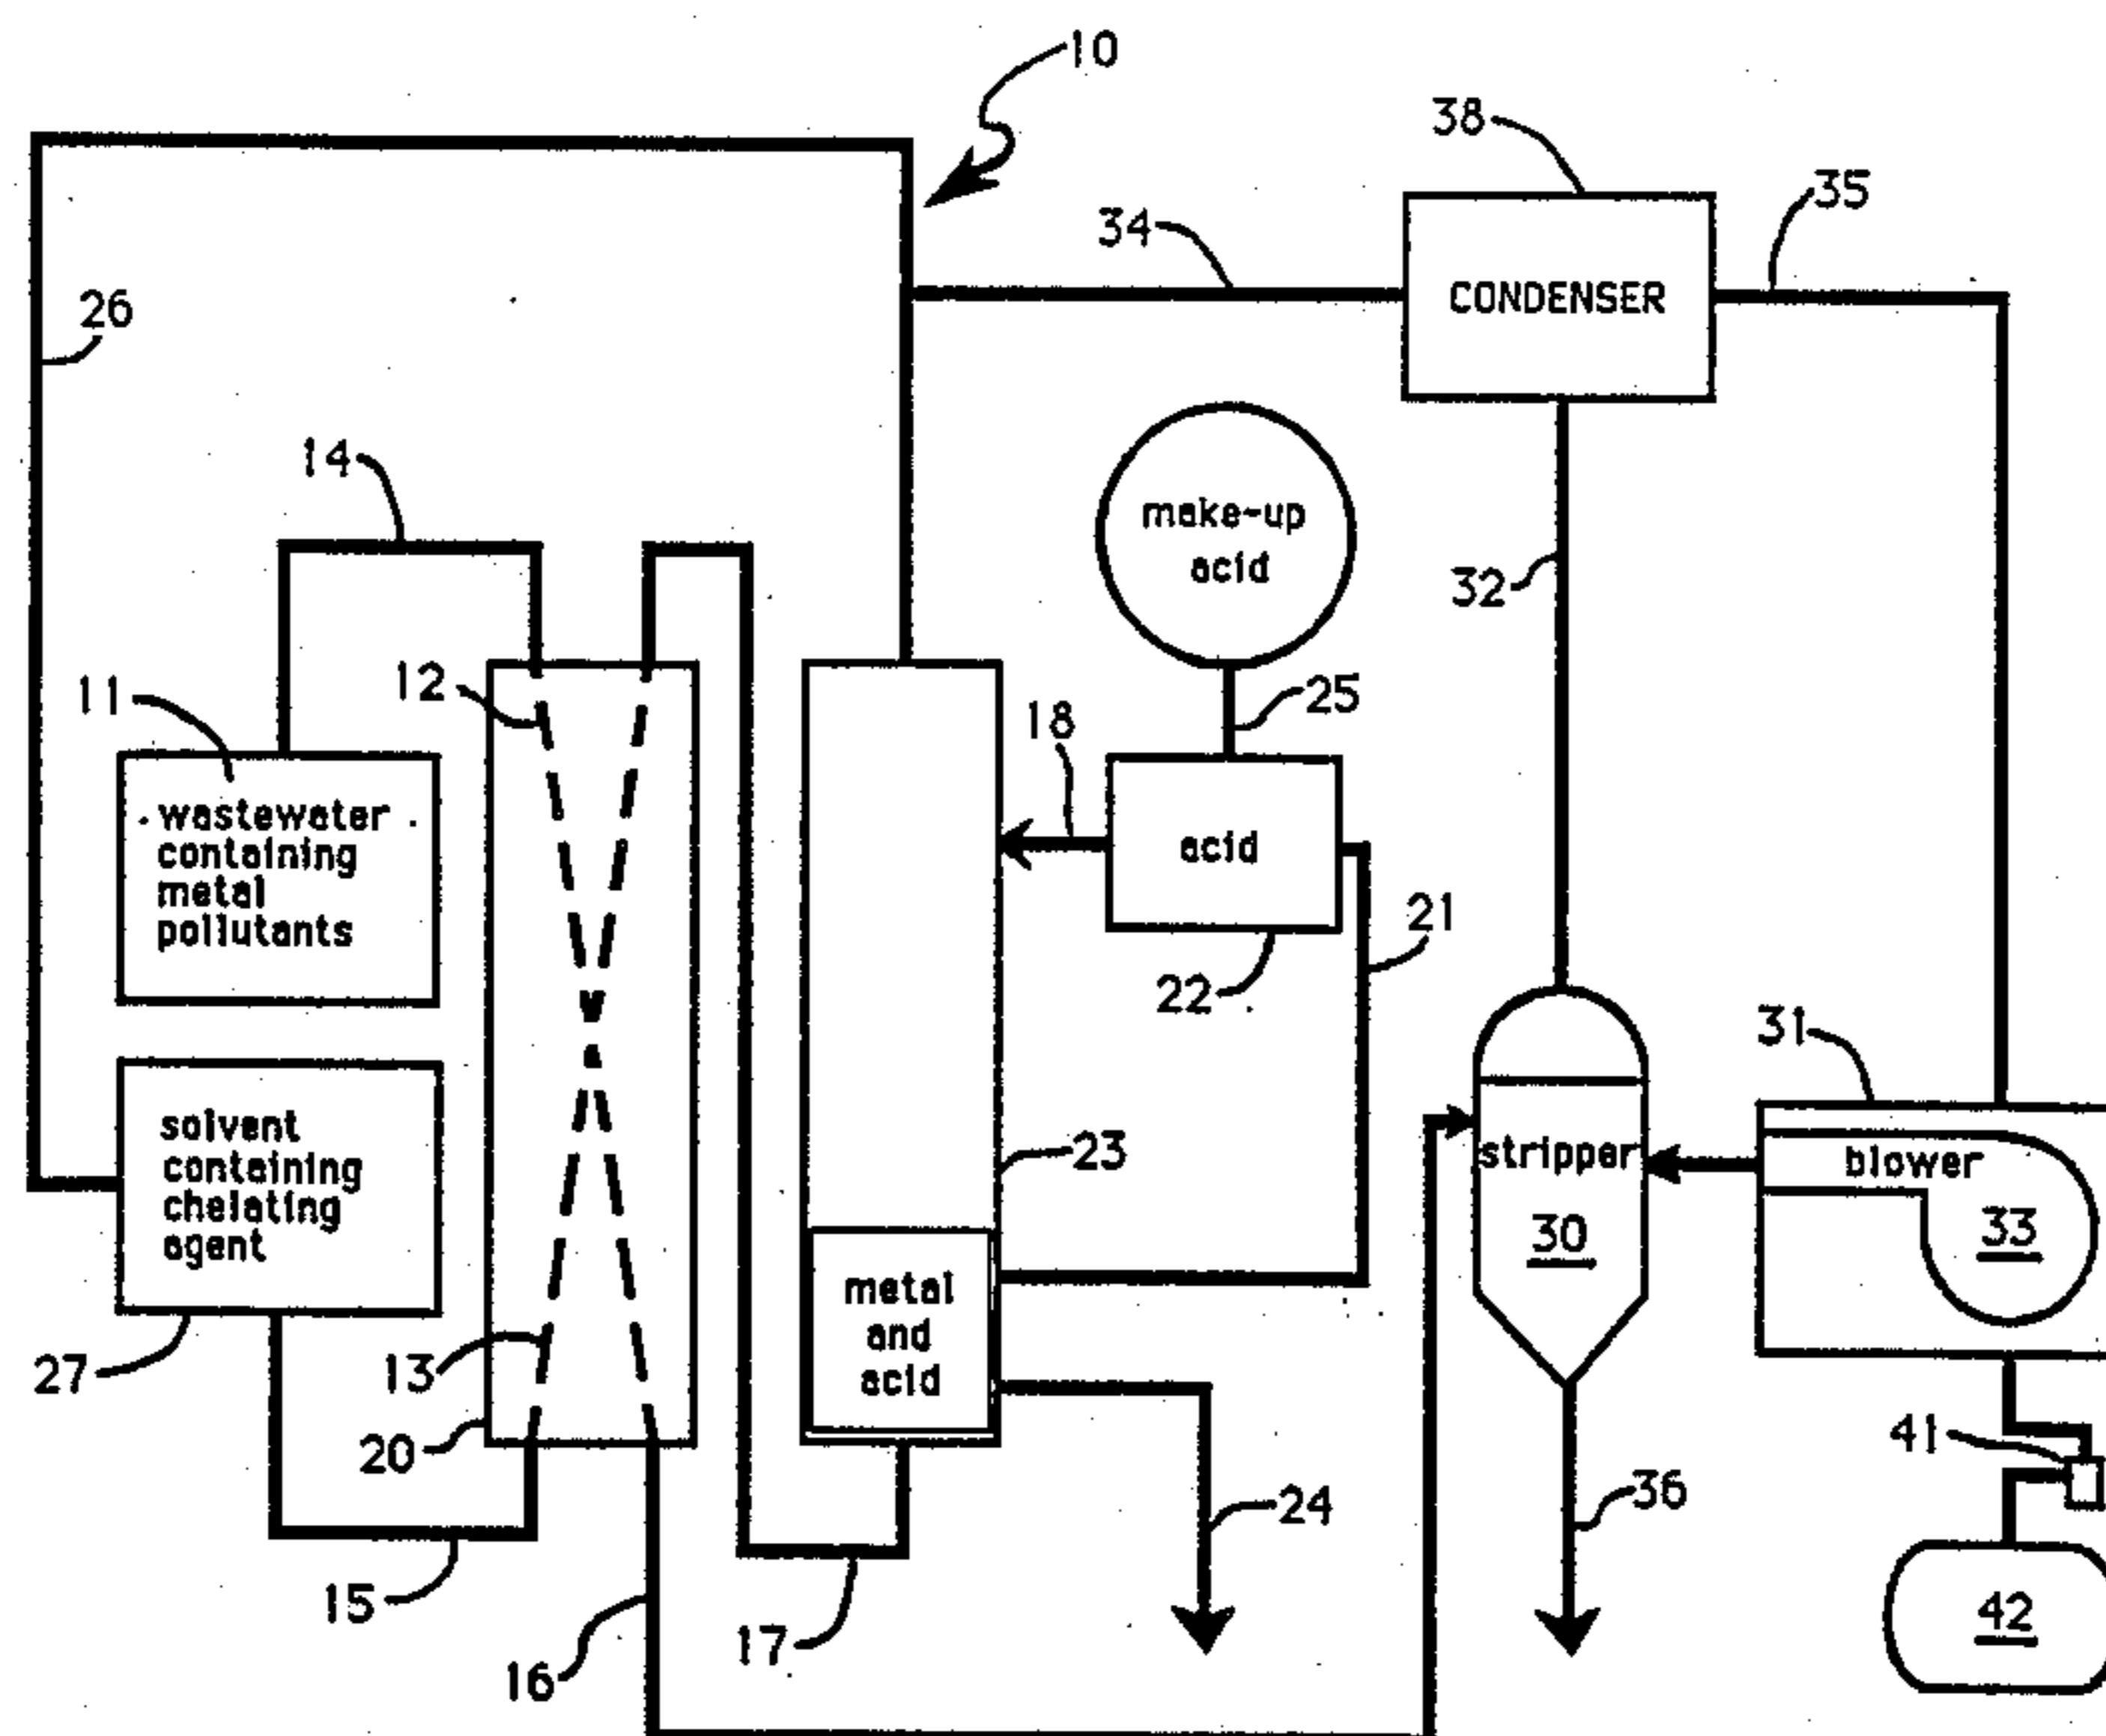 10
38
35
34
CONDENSER
26
14
make-up
acid
32
12
11
25
18
wastewater
containing
metal
pollutants
acid
21
22
31
solvent
containing
chelating
agent
23
stripper
30
blower
33
metal
and
acid
27
13
20
41
24
36
15
17
16
42